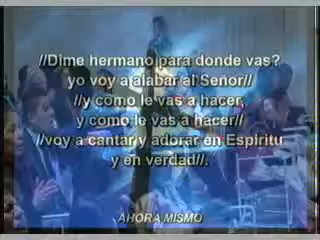 //Dime hermano para donde vas?
yo voy a alabar al Señor//
//y como le vas a hacer,
y como le vas a hacer//
//voy a cantar y adorar en Espiritu
y en verdad//.
AHORA MISMO